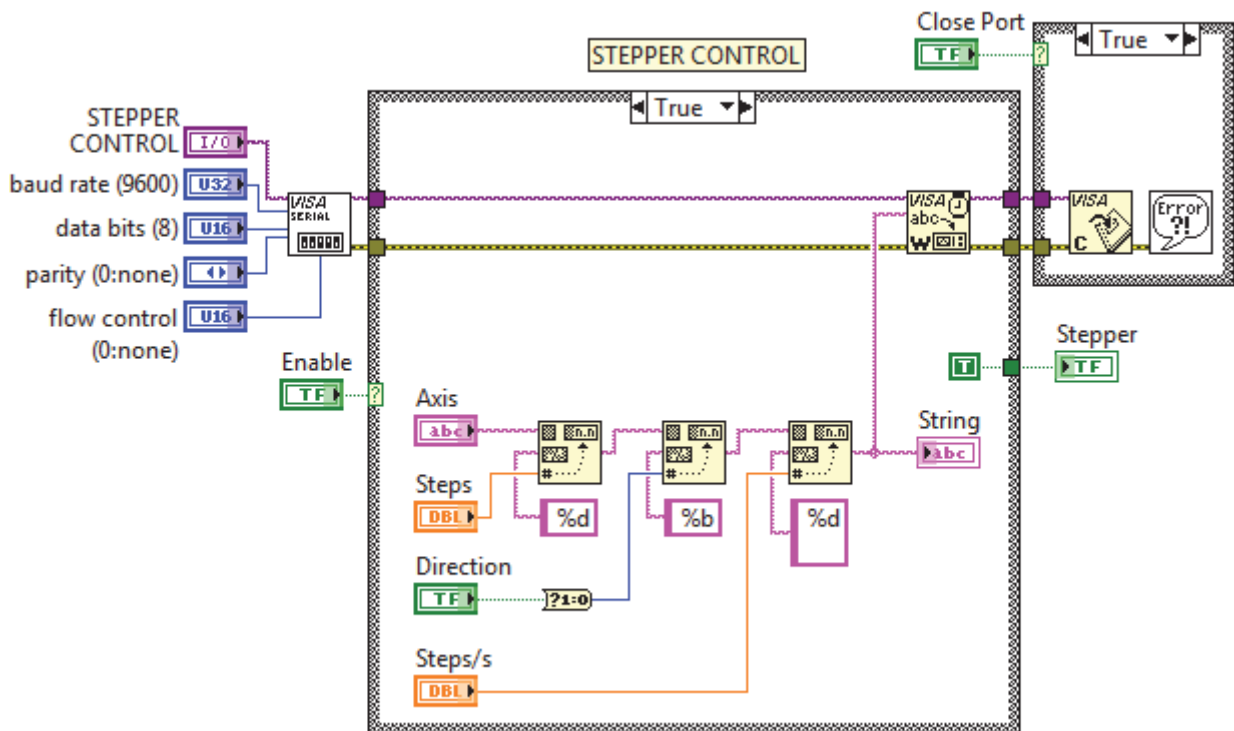 Close Port
TF
?
True
STEPPER CONTROL
True
STEPPER
CONTROL
I/O
baud rate (9600)
U32
data bits (8)
U16
parity (0:none)
flow control
U16
(0:none)
VISA
SERIAL
VISA
abc
W
VISA
C
Error
?!
Enable
TF
?
T
Stepper
TF
Axis
abc
n.n
#
n.n
#
n.n
#
String
abc
Steps
DBL
%d
%b
%d
Direction
TF
?1:0
Steps/s
DBL